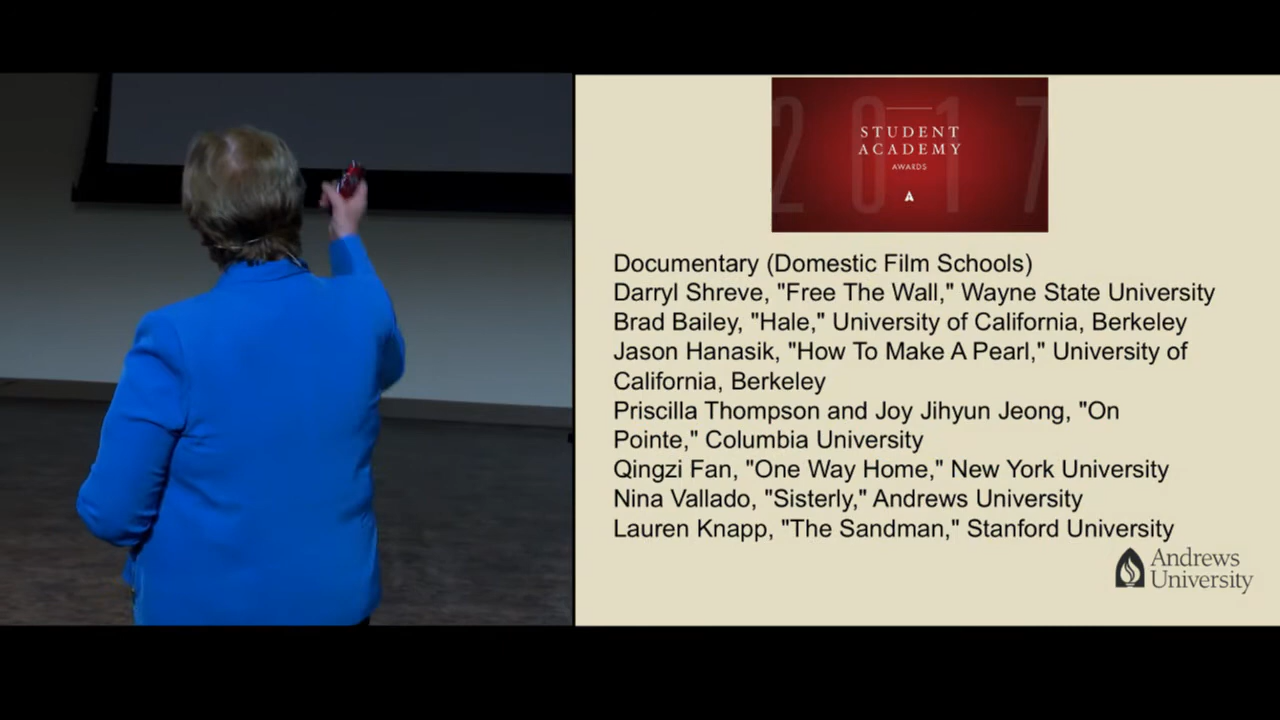 2017
STUDENT
ACADEMY
AWARDS
Documentary (Domestic Film Schools)
Darryl Shreve, "Free The Wall," Wayne State University
Brad Bailey, "Hale," University of California, Berkeley
Jason Hanasik, "How To Make A Pearl," University of
California, Berkeley
Priscilla Thompson and Joy Jihyun Jeong, "On
Pointe," Columbia University
Qingzi Fan, "One Way Home," New York University
Nina Vallado, "Sisterly," Andrews University
Lauren Knapp, "The Sandman," Stanford University
Andrews
University